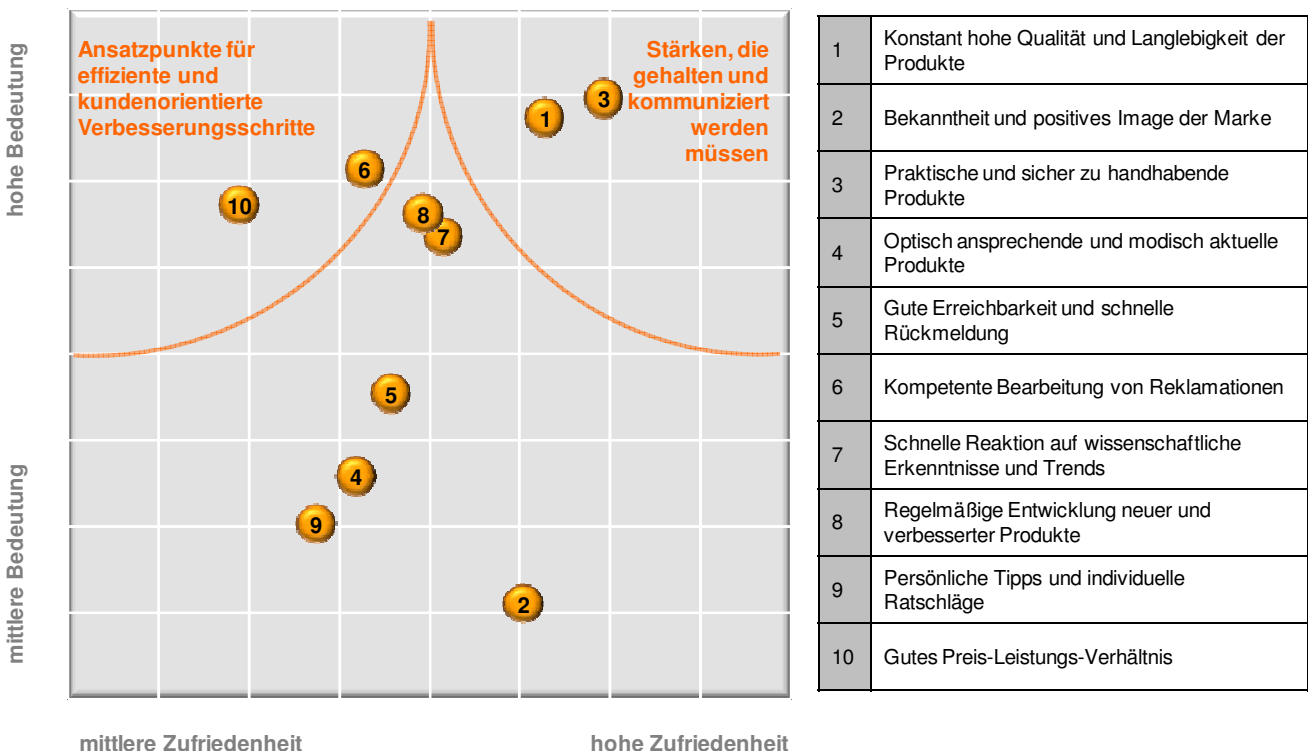 hohe Bedeutung
mittlere Bedeutung
Ansatzpunkte für
effiziente und
kundenorientierte
Verbesserungsschritte
Stärken, die
gehalten und
kommuniziert
werden
müssen
3
1
6
10
8
7
5
4
9
2
mittlere Zufriedenheit
hohe Zufriedenheit
1
Konstant hohe Qualität und Langlebigkeit der
Produkte
2
Bekanntheit und positives Image der Marke
3
Praktische und sicher zu handhabende
Produkte
4
Optisch ansprechende und modisch aktuelle
Produkte
5
Gute Erreichbarkeit und schnelle
Rückmeldung
6
Kompetente Bearbeitung von Reklamationen
7
Schnelle Reaktion auf wissenschaftliche
Erkenntnisse und Trends
8
Regelmäßige Entwicklung neuer und
verbesserter Produkte
9
Persönliche Tipps und individuelle
Ratschläge
10
Gutes Preis-Leistungs-Verhältnis